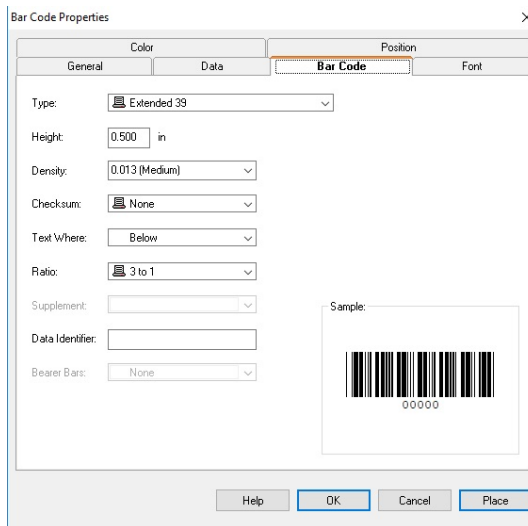 Bar Code Properties
Color Position
General Data Bar Code Font
Type: Extended 39
Height: 0.500 in
Density: 0.013 (Medium)
Checksum: None
Text Where: Below
Ratio: 3 to 1
Supplement:
Sample:
Data Identifier:
Bearer Bars: None
00000
Help OK Cancel Place